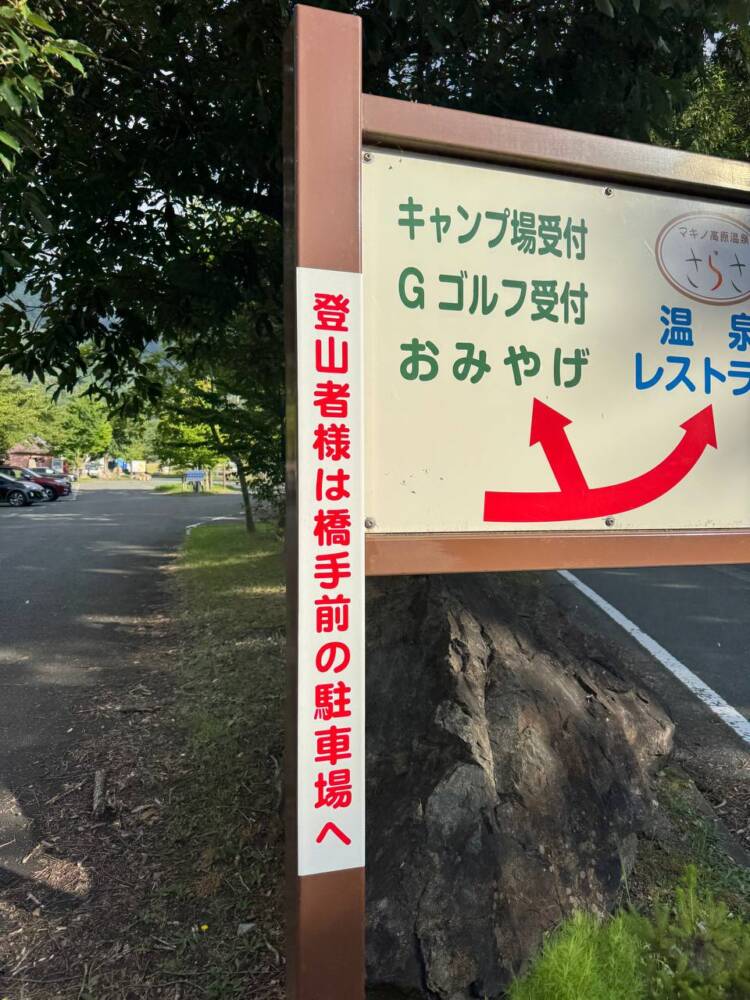 登山者様は橋手前の駐車場へ
キャンプ場受付
Gゴルフ受付
おみやげ
マキノ高原温泉
さらさ
温泉
レストラ